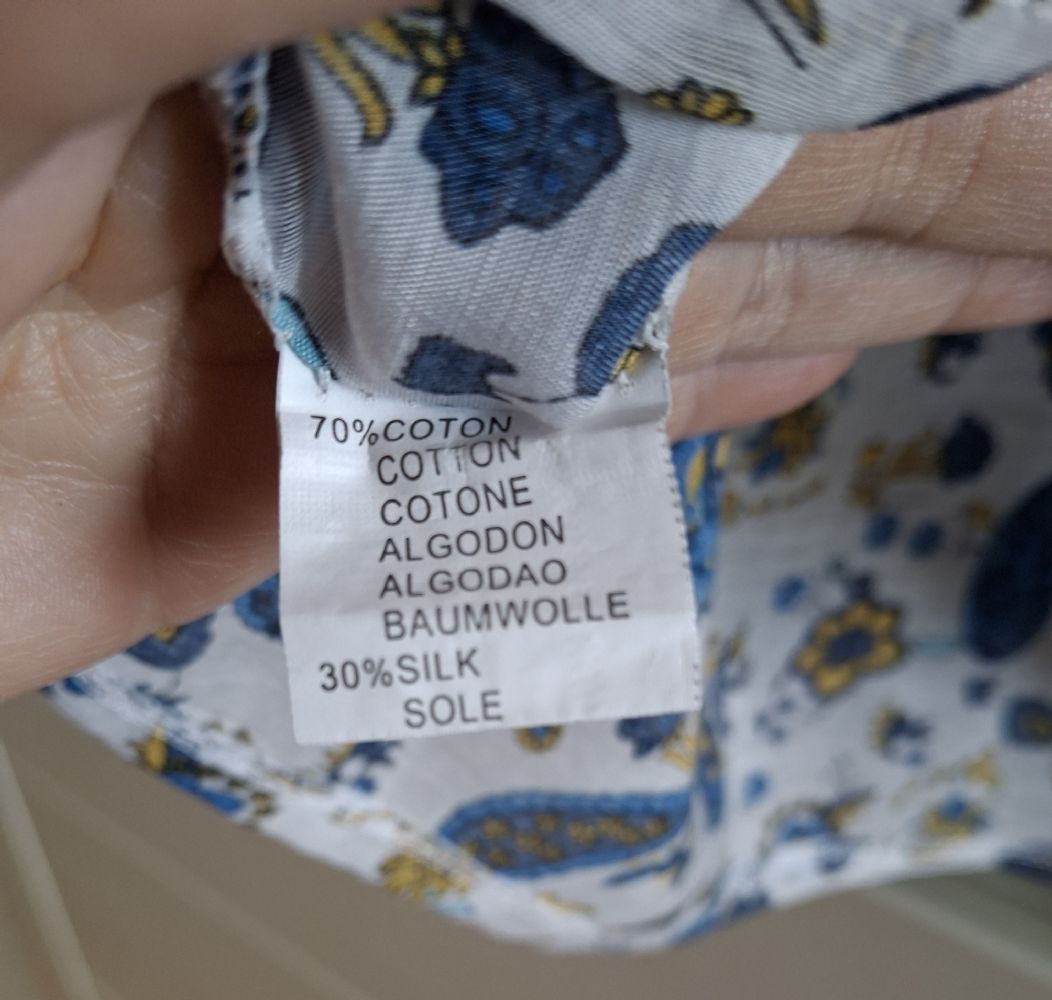 70%COTON
COTTON
COTONE
ALGODON
ALGODAO
BAUMWOLLE
30%SILK
SOLE